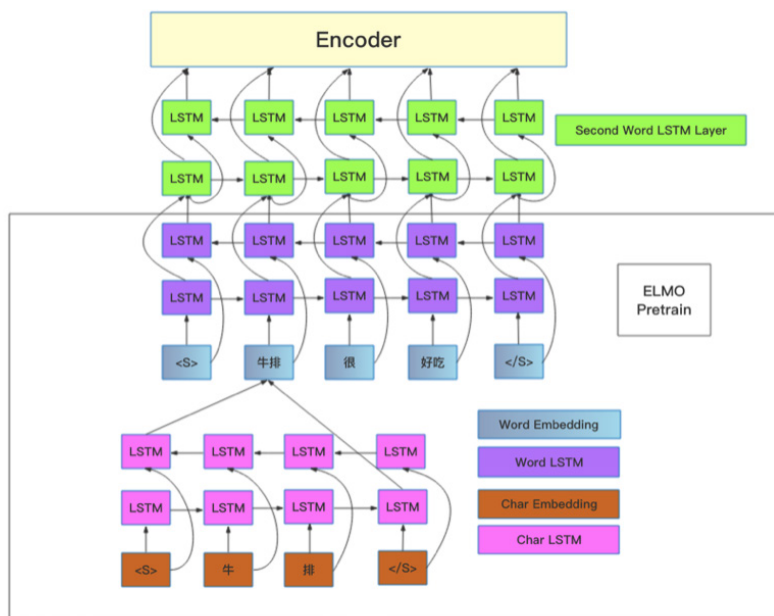 Encoder
LSTM LSTM LSTM LSTM LSTM
Second Word LSTM Layer
LSTM LSTM LSTM LSTM LSTM
LSTM LSTM LSTM LSTM LSTM
LSTM LSTM LSTM LSTM LSTM
ELMO
Pretrain
<S> 牛排 很 好吃 </S>
Word Embedding
LSTM LSTM LSTM LSTM
Word LSTM
LSTM LSTM LSTM LSTM
Char Embedding
Char LSTM
<S> 牛 排 </S>